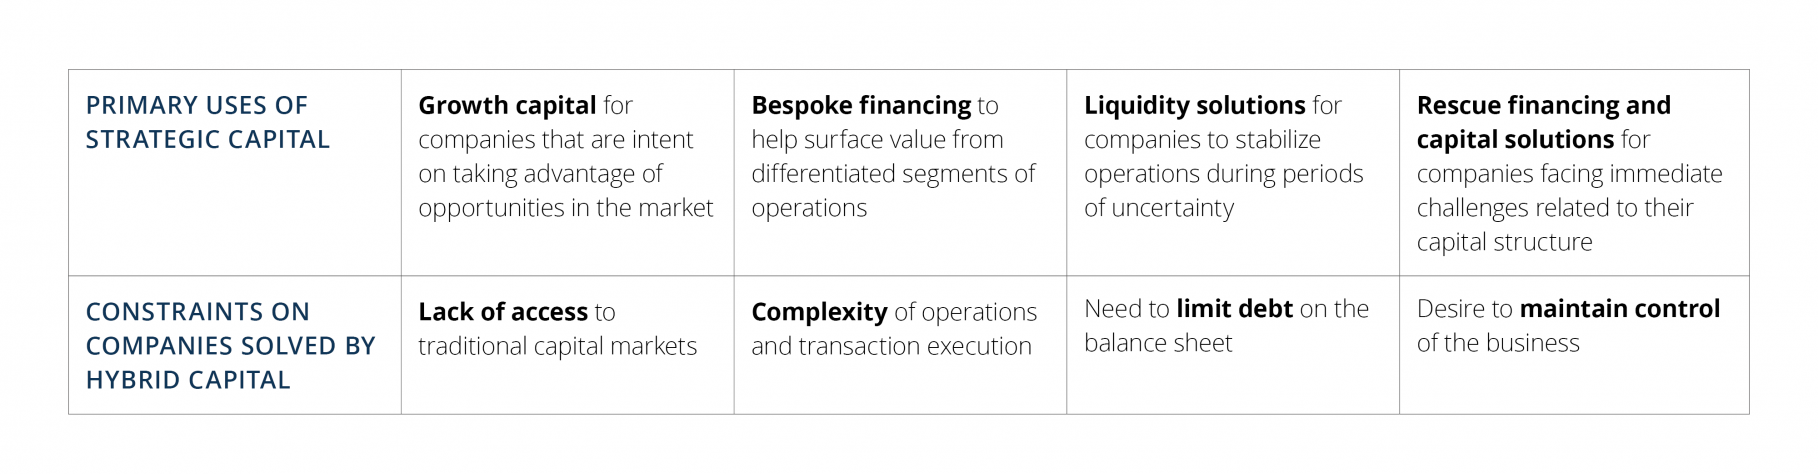 PRIMARY USES OF
STRATEGIC CAPITAL
Growth capital for
companies that are intent
on taking advantage of
opportunities in the market
Bespoke financing to
help surface value from
differentiated segments of
operations
Liquidity solutions for
companies to stabilize
operations during periods
of uncertainty
Rescue financing and
capital solutions for
companies facing immediate
challenges related to their
capital structure
CONSTRAINTS ON
COMPANIES SOLVED BY
HYBRID CAPITAL
Lack of access to
traditional capital markets
Complexity of operations
and transaction execution
Need to limit debt on the
balance sheet
Desire to maintain control
of the business